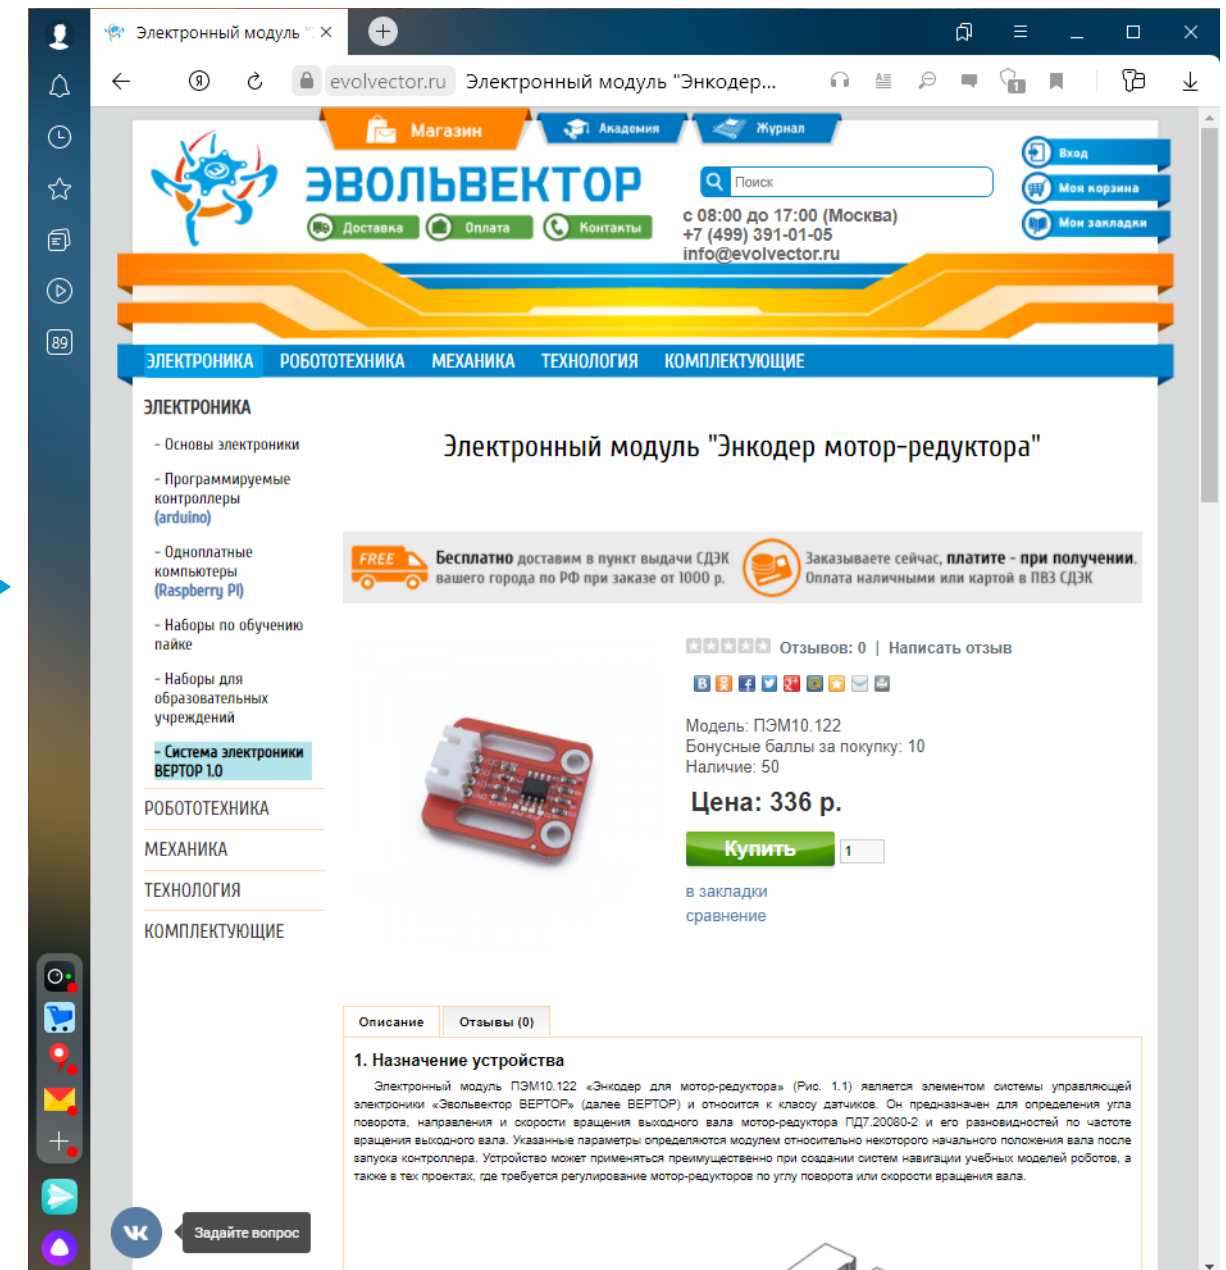 Электронный модуль "
evolvector.ru Электронный модуль "Энкодер...
1
89
Магазин
Академия
Журнал
ЭВОЛЬВЕКТОР
Доставка
Оплата
Контакты
Поиск
с 08:00 до 17:00 (Москва)
+7 (499) 391-01-05
info@evolvector.ru
Вход
Моя корзина
Мои закладки
ЭЛЕКТРОНИКА РОБОТОТЕХНИКА МЕХАНИКА ТЕХНОЛОГИЯ КОМПЛЕКТУЮЩИЕ
ЭЛЕКТРОНИКА
- Основы электроники
- Программируемые
контроллеры
(arduino)
- Одноплатные
компьютеры
(Raspberry PI)
- Наборы по обучению
пайке
- Наборы для
образовательных
учреждений
- Система электроники
ВЕРТОР 1.0
РОБОТОТЕХНИКА
МЕХАНИКА
ТЕХНОЛОГИЯ
КОМПЛЕКТУЮЩИЕ
Электронный модуль "Энкодер мотор-редуктора"
FREE
Бесплатно доставим в пункт выдачи СДЭК
вашего города по РФ при заказе от 1000 р.
Заказываете сейчас, платите - при получении.
Оплата наличными или картой в ПВЗ СДЭК
Отзывов: 0 | Написать отзыв
Модель: ПЭМ10.122
Бонусные баллы за покупку: 10
Наличие: 50
Цена: 336 р.
Купить
1
в закладки
сравнение
Описание
Отзывы (0)
1. Назначение устройства
Электронный модуль ПЭМ10.122 «Энкодер для мотор-редуктора» (Рис. 1.1) является элементом системы управляющей
электроники «Эвольвектор ВЕРТОР» (далее ВЕРТОР) и относится к классу датчиков. Он предназначен для определения угла
поворота, направления и скорости вращения выходного вала мотор-редуктора ПД7.20080-2 и его разновидностей по частоте
вращения выходного вала. Указанные параметры определяются модулем относительно некоторого начального положения вала после
запуска контроллера. Устройство может применяться преимущественно при создании систем навигации учебных моделей роботов, а
также в тех проектах, где требуется регулирование мотор-редукторов по углу поворота или скорости вращения вала.
Задайте вопрос